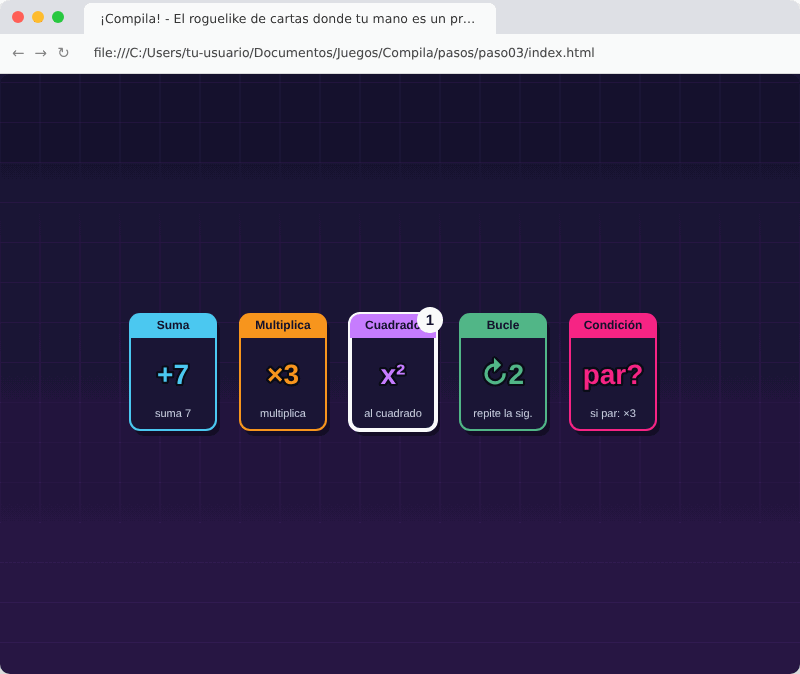 ¡Compila! - El roguelike de cartas donde tu mano es un pr...
file:///C:/Users/tu-usuario/Documentos/Juegos/Compila/pasos/paso03/index.html
1
Suma Multiplica Cuadrado Bucle Condición
+7 ×3 x² ↻2 par?
suma 7 multiplica al cuadrado repite la sig. si par: ×3